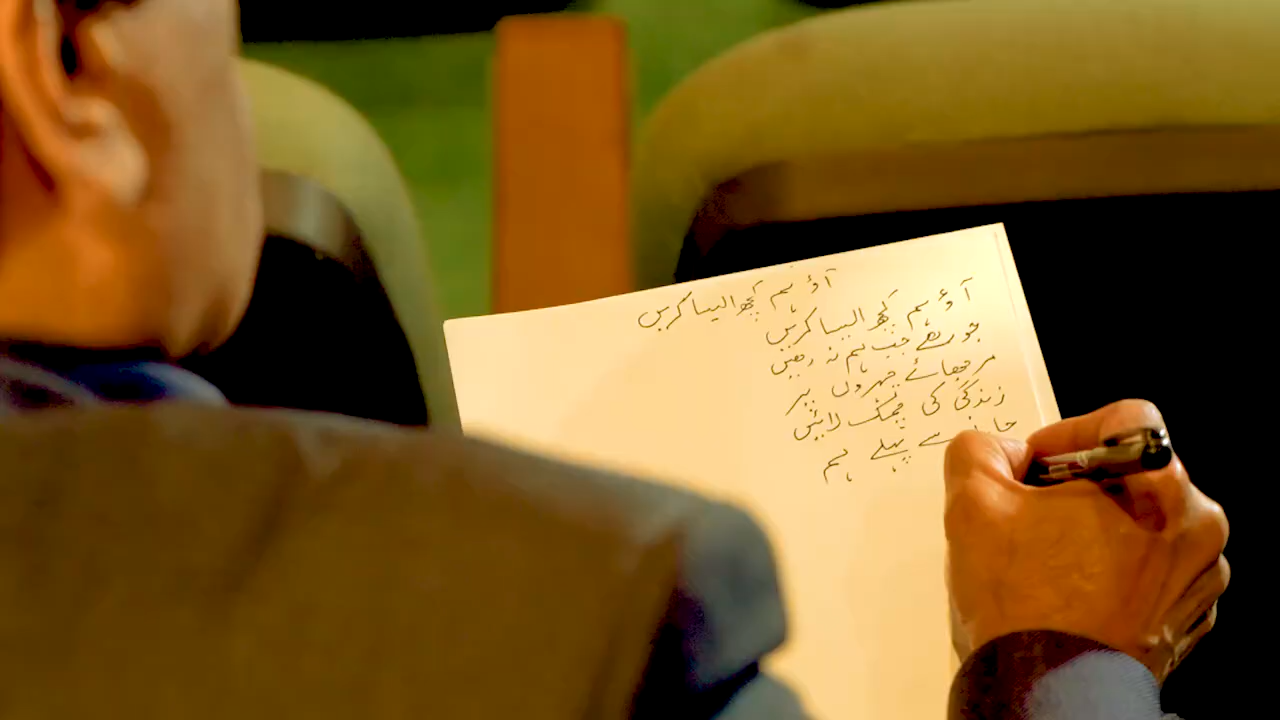 آؤ ہم کچھ ایسا کریں
آؤ ہم کچھ ایسا کریں
جو رہے جب ہم نہ رہیں
مرجھائے چہروں پر
زندگی کی چمک لائیں
جانے سے پہلے ہم